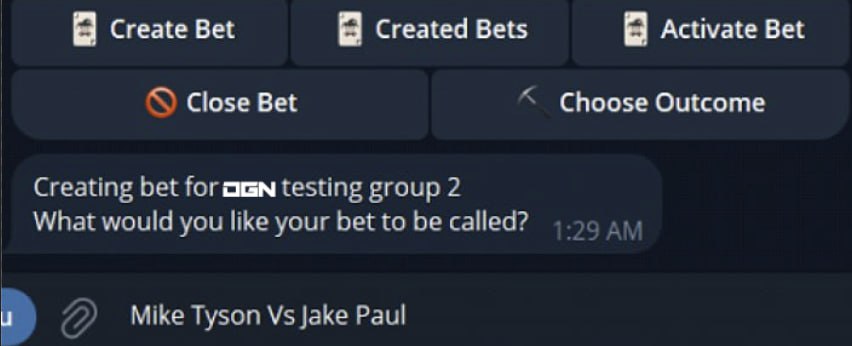 Create Bet
Created Bets
Activate Bet
Close Bet
Choose Outcome
Creating bet for OGN testing group 2
What would you like your bet to be called?
1:29 AM
u
Mike Tyson Vs Jake Paul